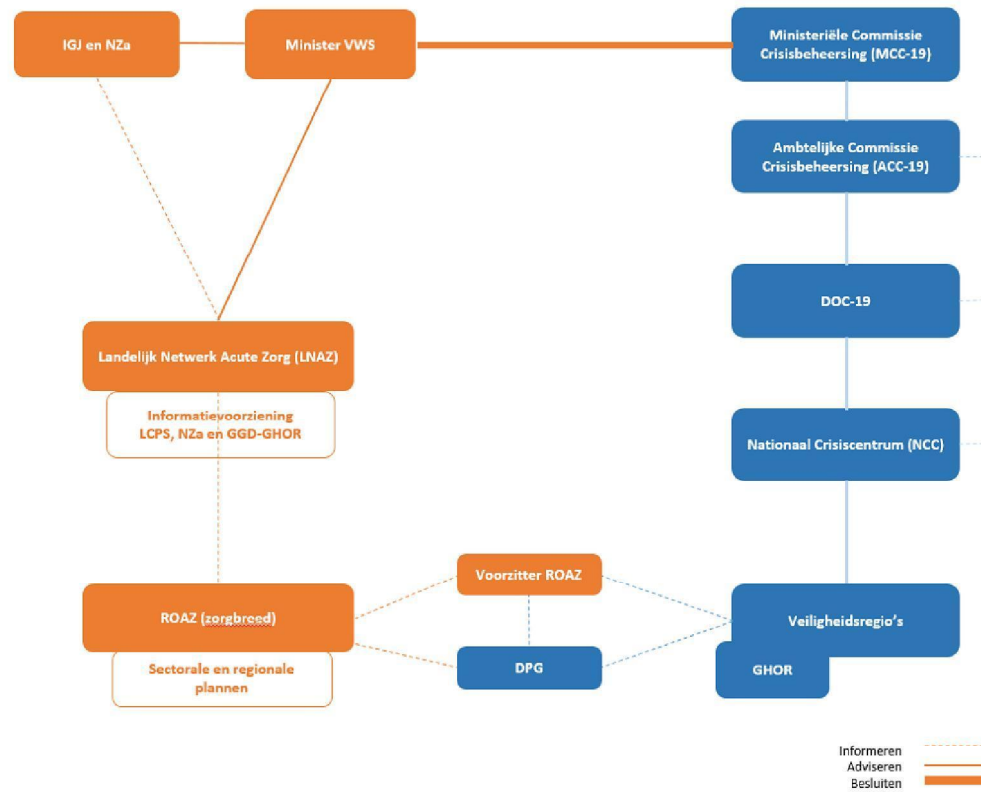 IGJ en NZa
Minister VWS
Ministeriële Commissie
Crisisbeheersing (MCC-19)
Ambtelijke Commissie
Crisisbeheersing (ACC-19)
DOC-19
Landelijk Netwerk Acute Zorg (LNAZ)
Informatievoorziening
LCPS, NZa en GGD-GHOR
Nationaal Crisiscentrum (NCC)
Voorzitter ROAZ
ROAZ (zorgbreed)
Veiligheidsregio's
Sectorale en regionale
plannen
DPG
GHOR
Informeren
Adviseren
Besluiten